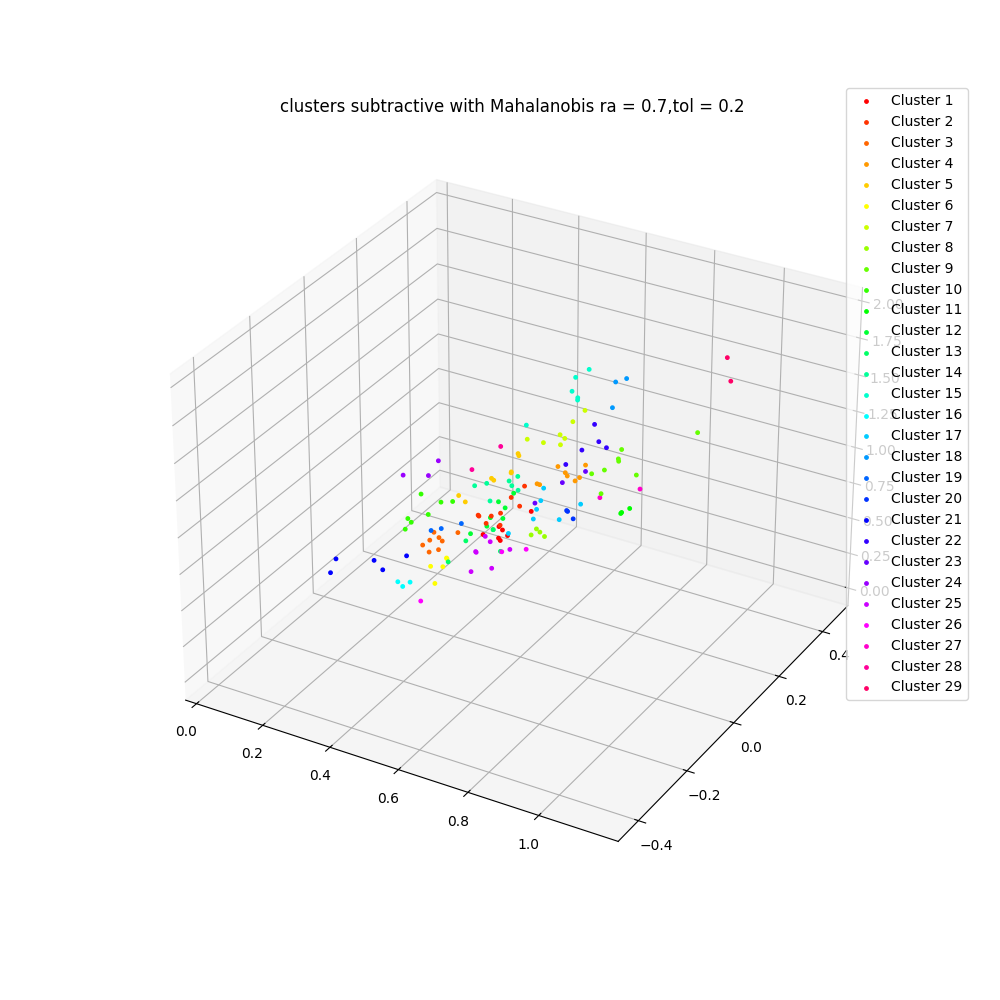 clusters subtractive with Mahalanobis ra = 0.7,tol = 0.2
Cluster 1
Cluster 2
Cluster 3
Cluster 4
Cluster 5
Cluster 6
Cluster 7
Cluster 8
Cluster 9
Cluster 10
Cluster 11
Cluster 12
Cluster 13
Cluster 14
Cluster 15
Cluster 16
Cluster 17
Cluster 18
Cluster 19
Cluster 20
Cluster 21
Cluster 22
Cluster 23
Cluster 24
Cluster 25
Cluster 26
Cluster 27
Cluster 28
Cluster 29
2.00
1.75
1.50
1.25
1.00
0.75
0.50
0.25
0.00
0.4
0.2
0.0
−0.2
−0.4
0.0
0.2
0.4
0.6
0.8
1.0